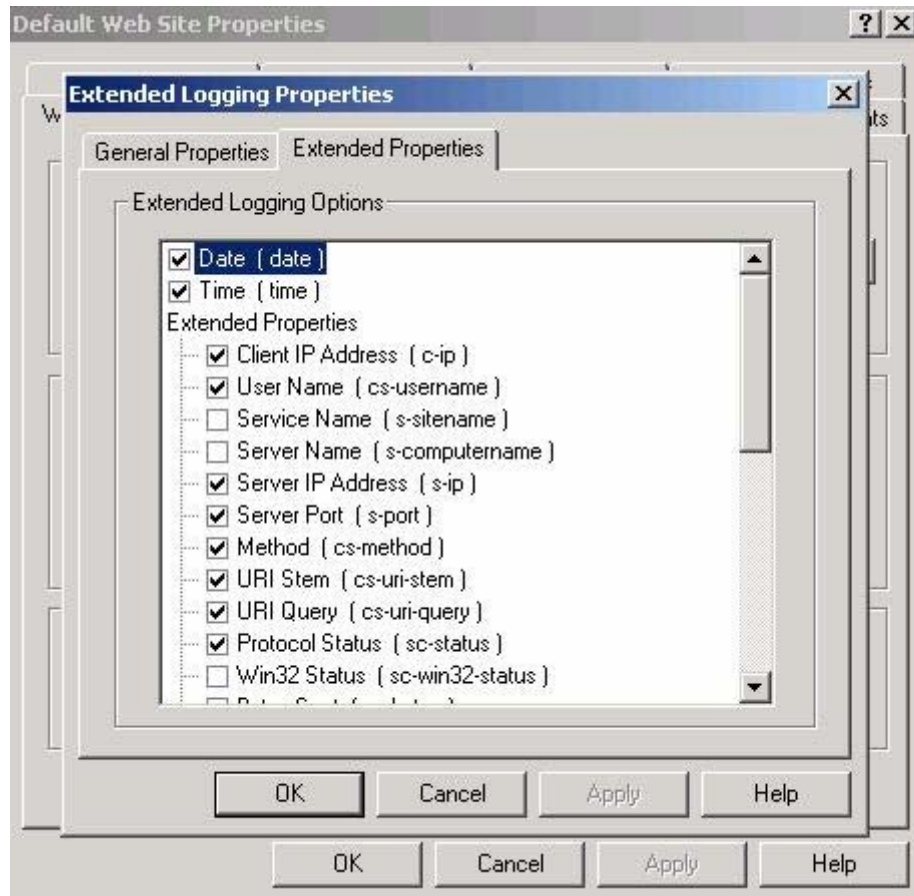 Default Web Site Properties
Extended Logging Properties
General Properties
Extended Properties
Extended Logging Options
Date ( date )
Time ( time )
Extended Properties
Client IP Address ( c-ip )
User Name ( cs-username )
Service Name ( s-sitename )
Server Name ( s-computername )
Server IP Address ( s-ip )
Server Port ( s-port )
Method ( cs-method )
URI Stem ( cs-uri-stem )
URI Query ( cs-uri-query )
Protocol Status ( sc-status )
Win32 Status ( sc-win32-status )
OK
Cancel
Apply
Help
OK
Cancel
Apply
Help